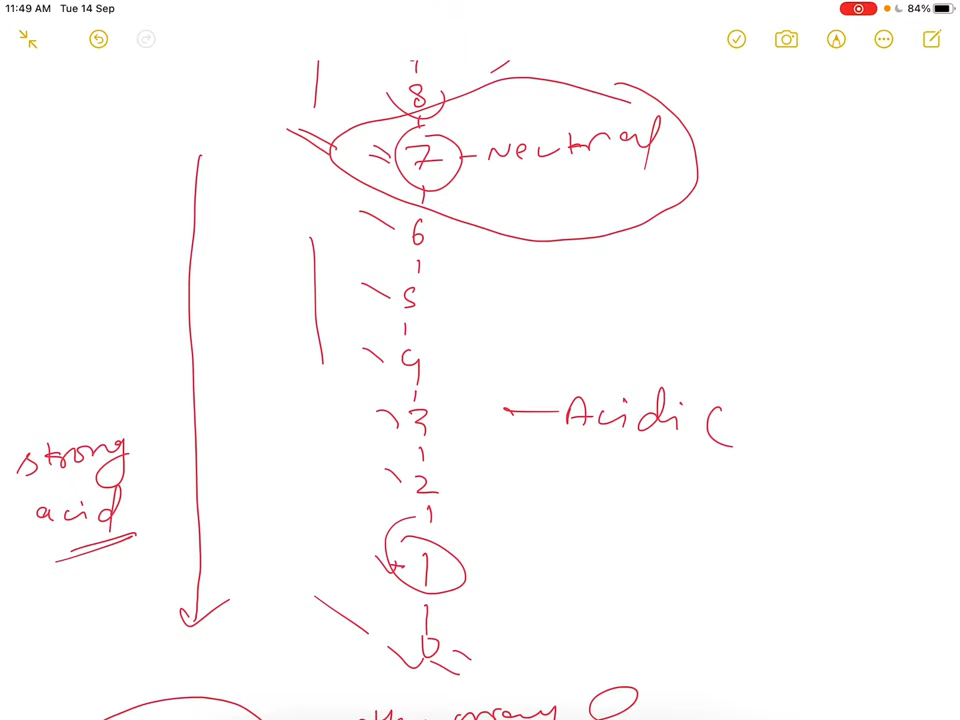 11:49 AM Tue 14 Sep 84%
8
7 - Neutral
6
5
4
3 - Acidic
strong
2
acid
1
0